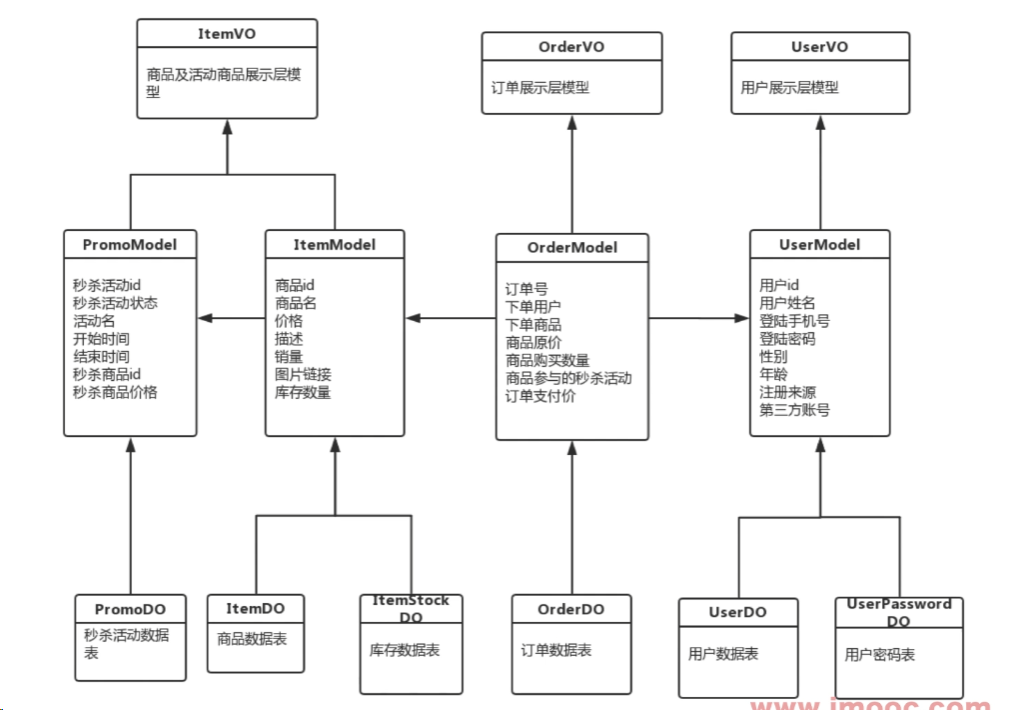 ItemVO
商品及活动商品展示层模
型
OrderVO
订单展示层模型
UserVO
用户展示层模型
PromoModel
秒杀活动id
秒杀活动状态
活动名
开始时间
结束时间
秒杀商品id
秒杀商品价格
ItemModel
商品id
商品名
价格
描述
销量
图片链接
库存数量
OrderModel
订单号
下单用户
下单商品
商品原价
商品购买数量
商品参与的秒杀活动
订单支付价
UserModel
用户id
用户姓名
登陆手机号
登陆密码
性别
年龄
注册来源
第三方账号
PromoDO
秒杀活动数据
表
ItemDO
商品数据表
ItemStock
DO
库存数据表
OrderDO
订单数据表
UserDO
用户数据表
UserPassword
DO
用户密码表
www.imooc.com